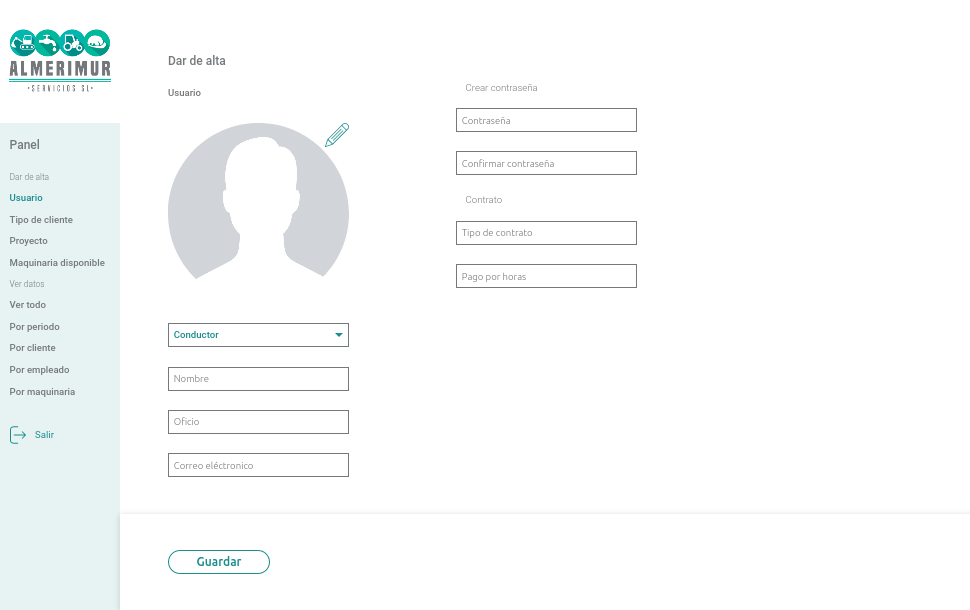 ALMERIMUR
·SERVICIOS SL·
Panel
Dar de alta
Usuario
Tipo de cliente
Proyecto
Maquinaria disponible
Ver datos
Ver todo
Por periodo
Por cliente
Por empleado
Por maquinaria
Salir
Dar de alta
Usuario
Conductor
Nombre
Oficio
Correo eléctronico
Crear contraseña
Contraseña
Confirmar contraseña
Contrato
Tipo de contrato
Pago por horas
Guardar